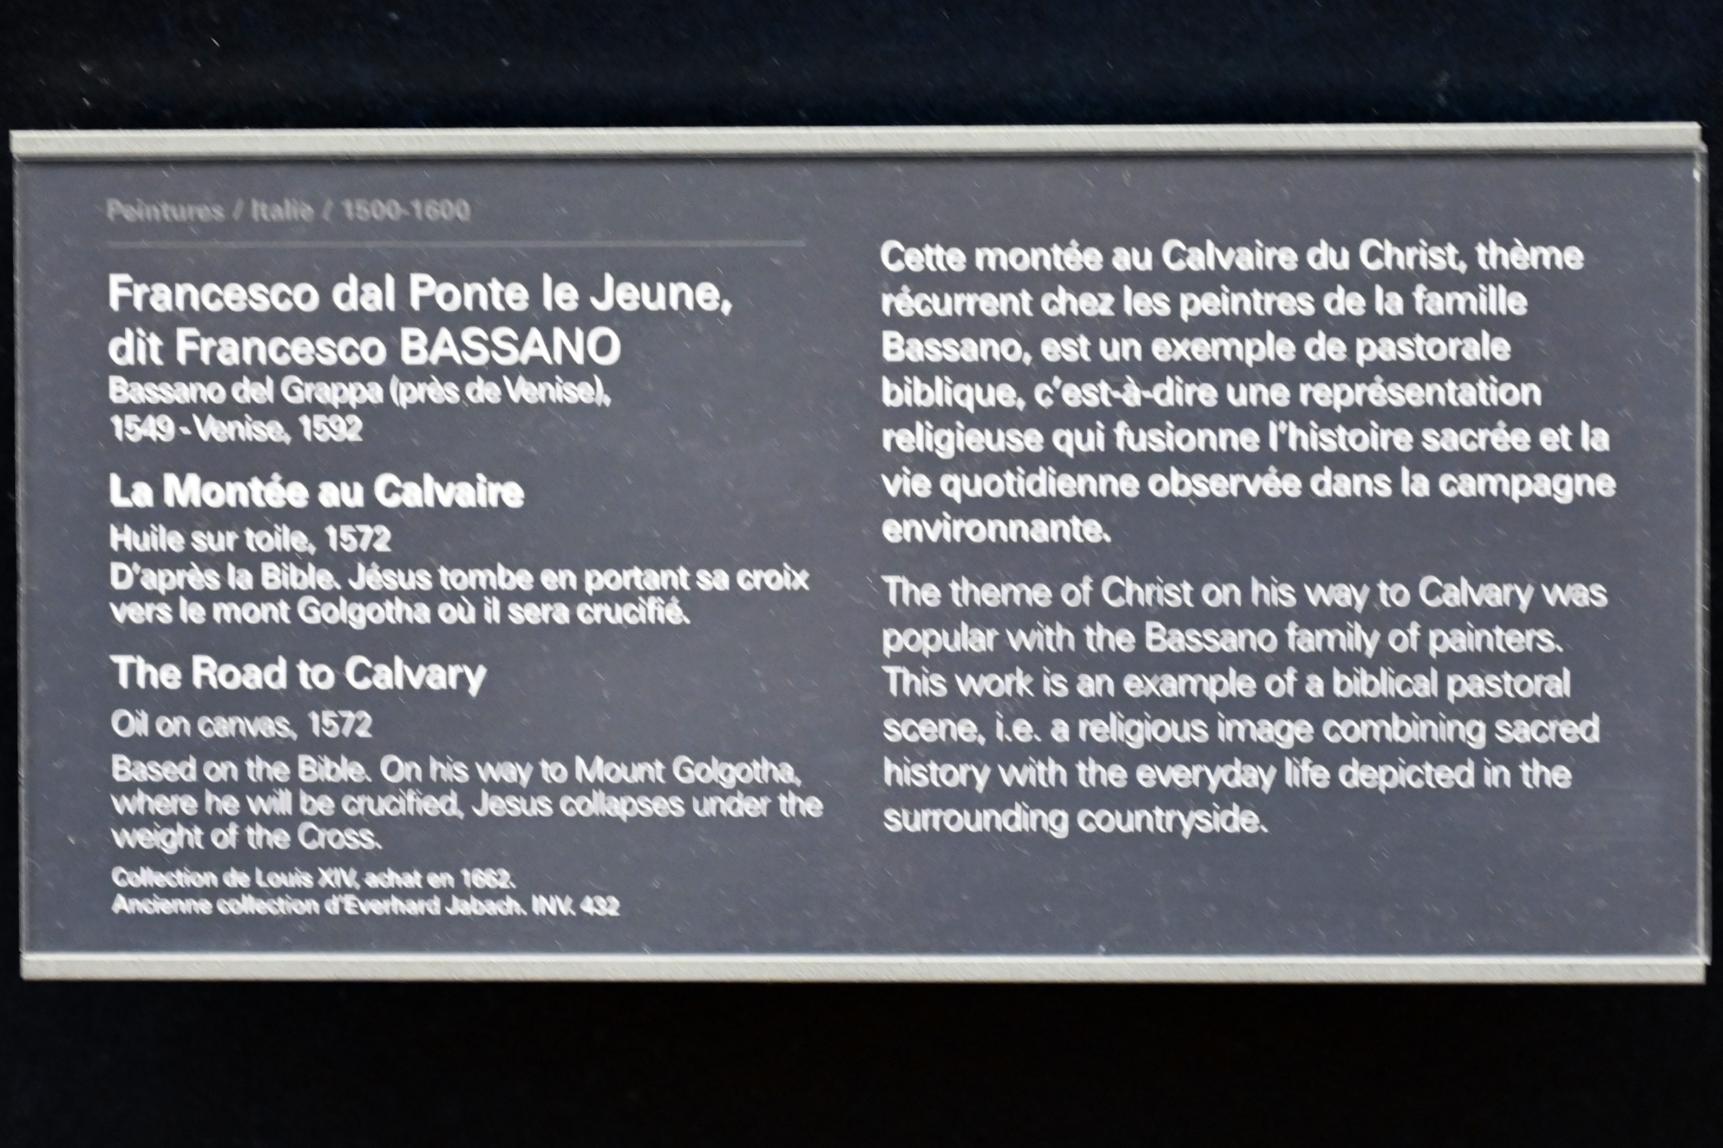 Peintures / Italie / 1500-1600
Francesco dal Ponte le Jeune,
dit Francesco BASSANO
Bassano del Grappa (près de Venise),
1549 - Venise, 1592
La Montée au Calvaire
Huile sur toile, 1572
D'après la Bible. Jésus tombe en portant sa croix
vers le mont Golgotha où il sera crucifié.
The Road to Calvary
Oil on canvas, 1572
Based on the Bible. On his way to Mount Golgotha,
where he will be crucified, Jesus collapses under the
weight of the Cross.
Collection de Louis XIV, achat en 1662.
Ancienne collection d'Everhard Jabach. INV. 432
Cette montée au Calvaire du Christ, thème
récurrent chez les peintres de la famille
Bassano, est un exemple de pastorale
biblique, c'est-à-dire une représentation
religieuse qui fusionne l'histoire sacrée et la
vie quotidienne observée dans la campagne
environnante.
The theme of Christ on his way to Calvary was
popular with the Bassano family of painters.
This work is an example of a biblical pastoral
scene, i.e. a religious image combining sacred
history with the everyday life depicted in the
surrounding countryside.